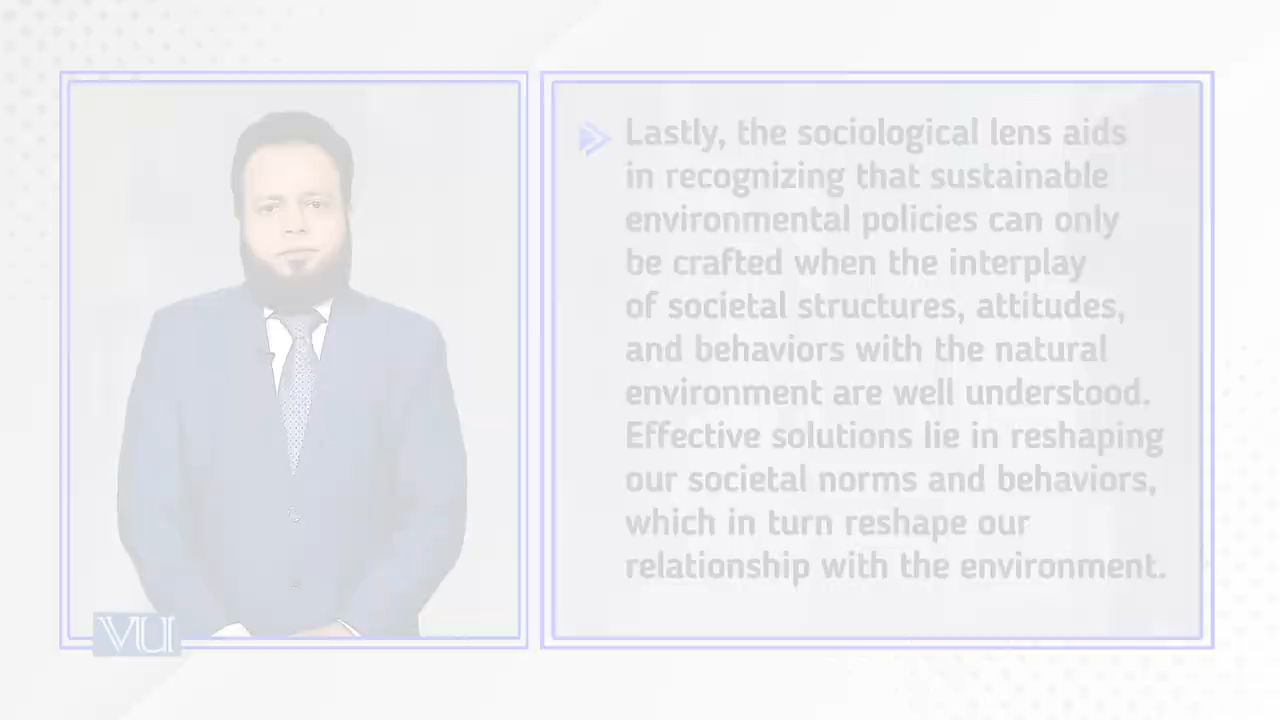 Lastly, the sociological lens aids
in recognizing that sustainable
environmental policies can only
be crafted when the interplay
of societal structures, attitudes,
and behaviors with the natural
environment are well understood.
Effective solutions lie in reshaping
our societal norms and behaviors,
which in turn reshape our
relationship with the environment.
VU